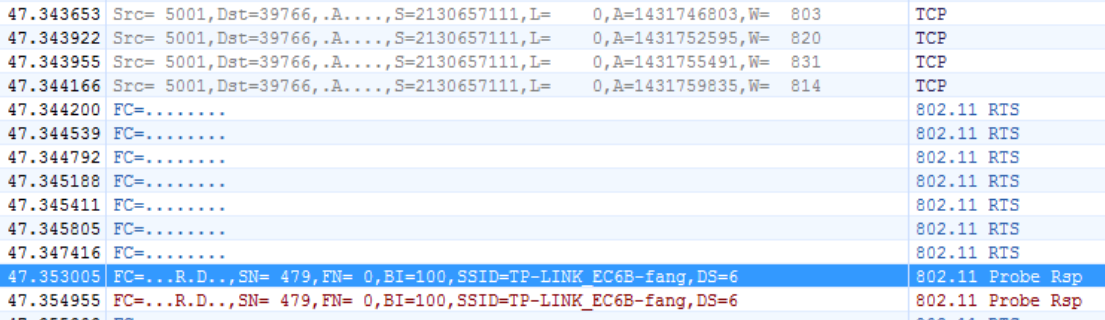 47.343653 Src= 5001,Dst=39766,.A....,S=2130657111,L=    0,A=1431746803,W=  803 TCP
47.343922 Src= 5001,Dst=39766,.A....,S=2130657111,L=    0,A=1431752595,W=  820 TCP
47.343955 Src= 5001,Dst=39766,.A....,S=2130657111,L=    0,A=1431755491,W=  831 TCP
47.344166 Src= 5001,Dst=39766,.A....,S=2130657111,L=    0,A=1431759835,W=  814 TCP
47.344200 FC=........ 802.11 RTS
47.344539 FC=........ 802.11 RTS
47.344792 FC=........ 802.11 RTS
47.345188 FC=........ 802.11 RTS
47.345411 FC=........ 802.11 RTS
47.345805 FC=........ 802.11 RTS
47.347416 FC=........ 802.11 RTS
47.353005 FC=...R.D..,SN= 479,FN= 0,BI=100,SSID=TP-LINK_EC6B-fang,DS=6 802.11 Probe Rsp
47.354955 FC=...R.D..,SN= 479,FN= 0,BI=100,SSID=TP-LINK_EC6B-fang,DS=6 802.11 Probe Rsp